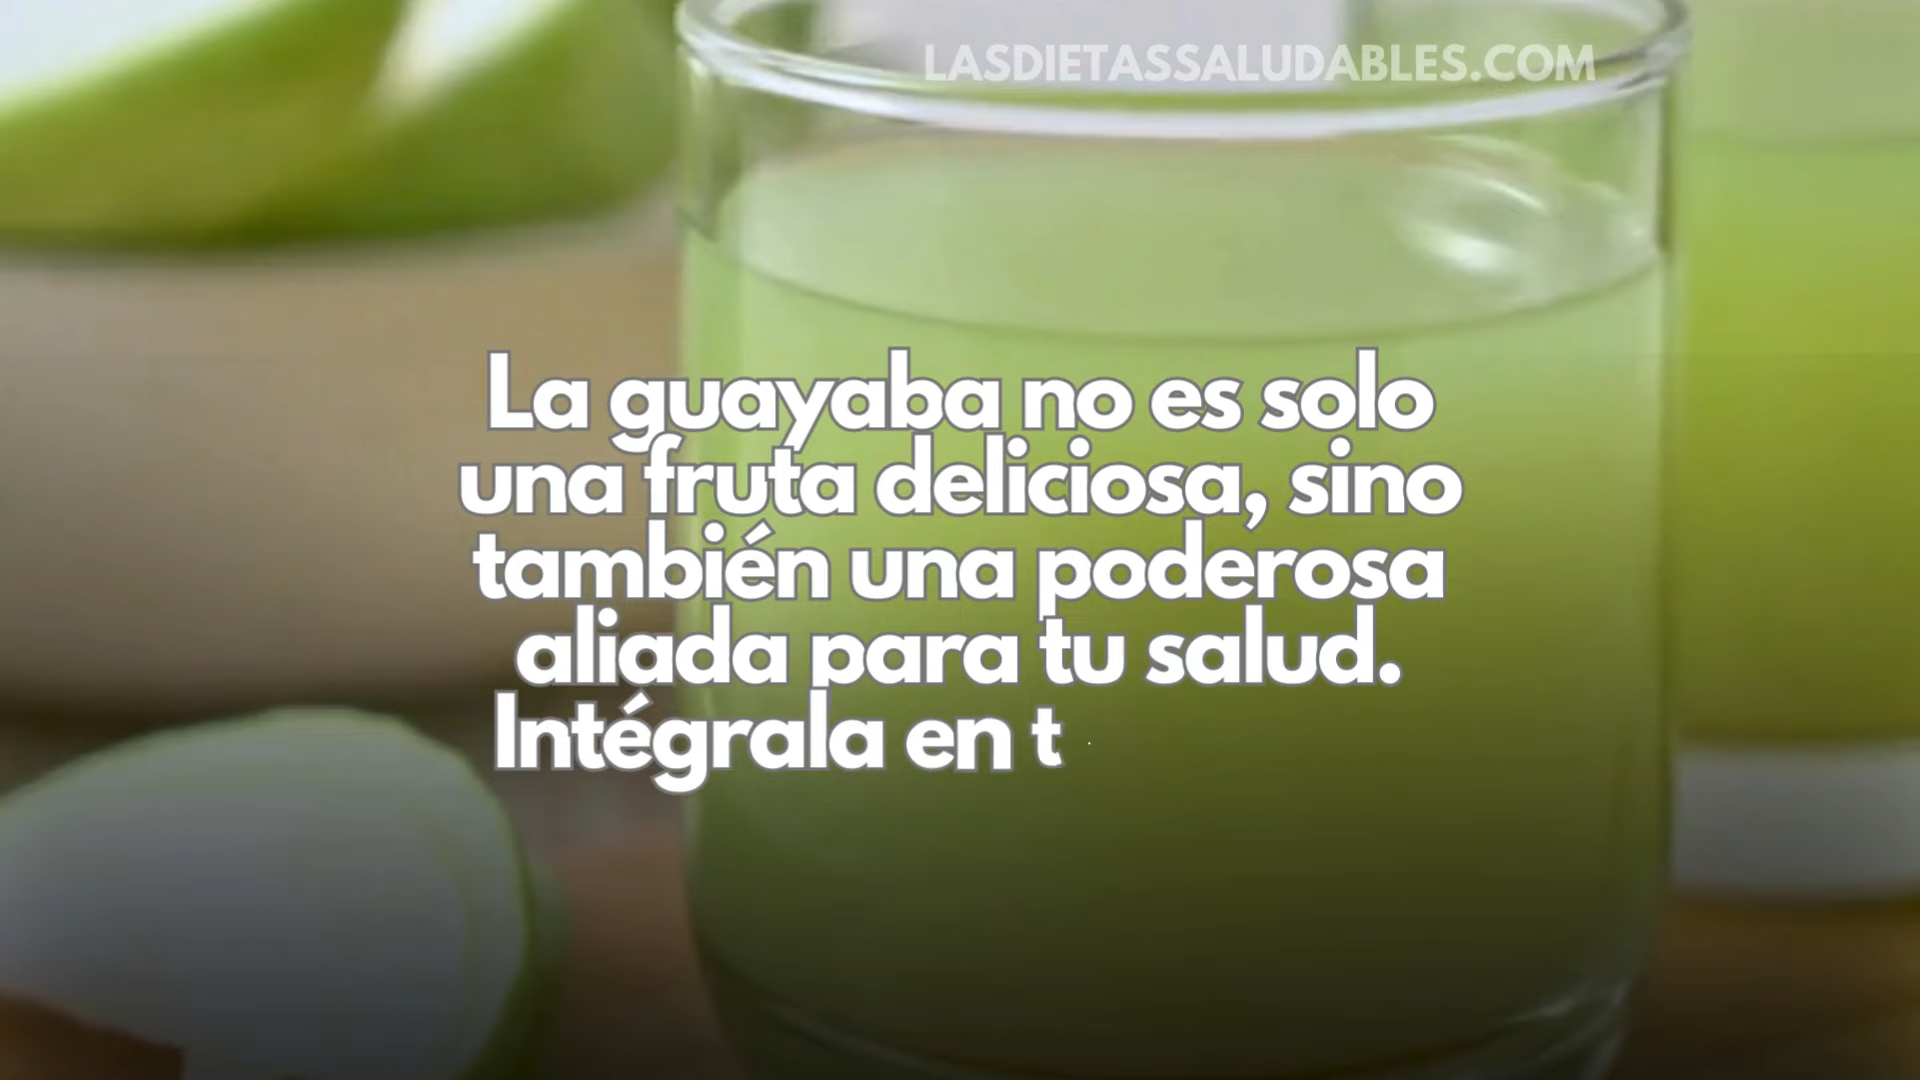 LASDIETASSALUDABLES.COM
La guayaba no es solo
una fruta deliciosa, sino
también una poderosa
aliada para tu salud.
Intégrala en t